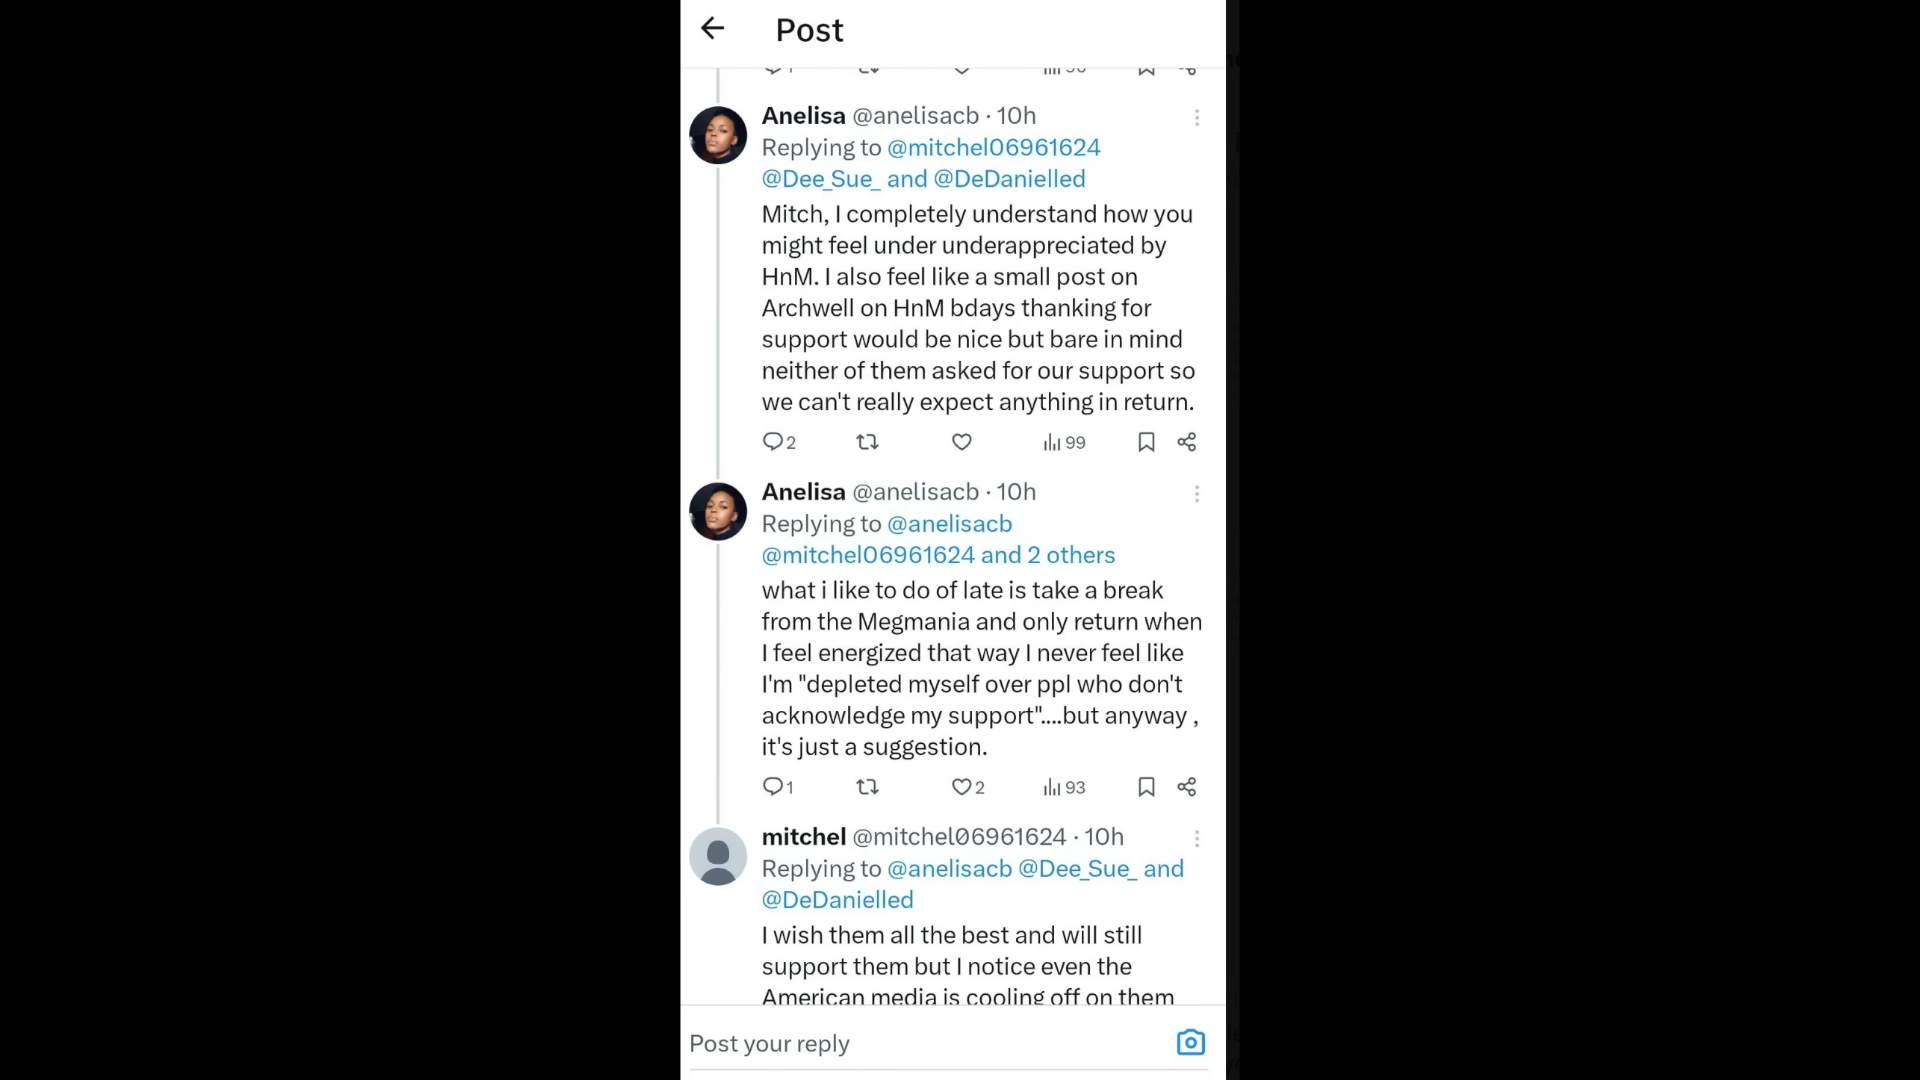 Post
Anelisa @anelisacb · 10h
Replying to @mitchel06961624
@Dee_Sue_ and @DeDanielled
Mitch, I completely understand how you
might feel under underappreciated by
HnM. I also feel like a small post on
Archwell on HnM bdays thanking for
support would be nice but bare in mind
neither of them asked for our support so
we can't really expect anything in return.
2 99
Anelisa @anelisacb · 10h
Replying to @anelisacb
@mitchel06961624 and 2 others
what i like to do of late is take a break
from the Megmania and only return when
I feel energized that way I never feel like
I'm "depleted myself over ppl who don't
acknowledge my support"....but anyway ,
it's just a suggestion.
1 2 93
mitchel @mitchel06961624 · 10h
Replying to @anelisacb @Dee_Sue_ and
@DeDanielled
I wish them all the best and will still
support them but I notice even the
American media is cooling off on them
Post your reply